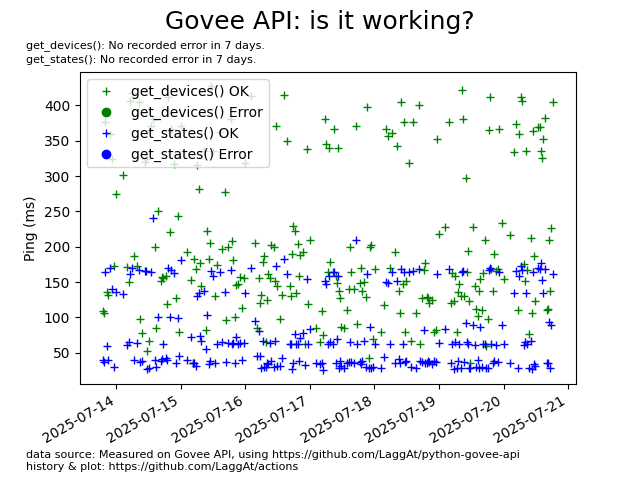 Govee API: is it working?
get_devices(): No recorded error in 7 days.
get_states(): No recorded error in 7 days.
get_devices() OK
get_devices() Error
get_states() OK
get_states() Error
Ping (ms)
400
350
300
250
200
150
100
50
2025-07-14
2025-07-15
2025-07-16
2025-07-17
2025-07-18
2025-07-19
2025-07-20
2025-07-21
data source: Measured on Govee API, using https://github.com/LaggAt/python-govee-api
history & plot: https://github.com/LaggAt/actions